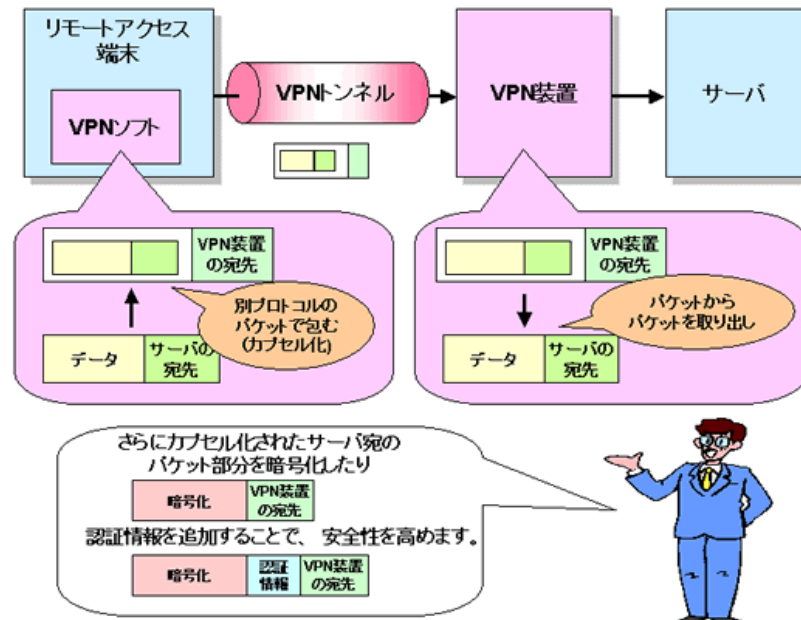 リモートアクセス
端末
VPNソフト
VPNトンネル
VPN装置
サーバ
VPN装置
の宛先
別プロトコルの
パケットで包む
(カプセル化)
データ
サーバの
宛先
VPN装置
の宛先
パケットから
パケットを取り出し
データ
サーバの
宛先
さらにカプセル化されたサーバ宛の
パケット部分を暗号化したり
暗号化
VPN装置
の宛先
認証情報を追加することで、安全性を高めます。
暗号化
認証
情報
VPN装置
の宛先